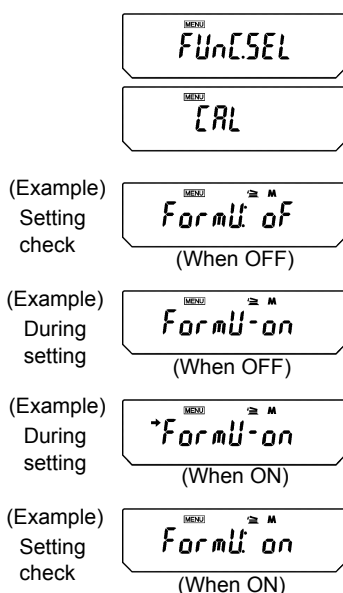 MENU
FUnC.SEL
MENU
CAL
(Example)
Setting
check
MENU M
FormU: oF
(When OFF)
(Example)
During
setting
MENU M
FormU-on
(When OFF)
(Example)
During
setting
MENU M
➔FormU-on
(When ON)
(Example)
Setting
check
MENU M
FormU: on
(When ON)